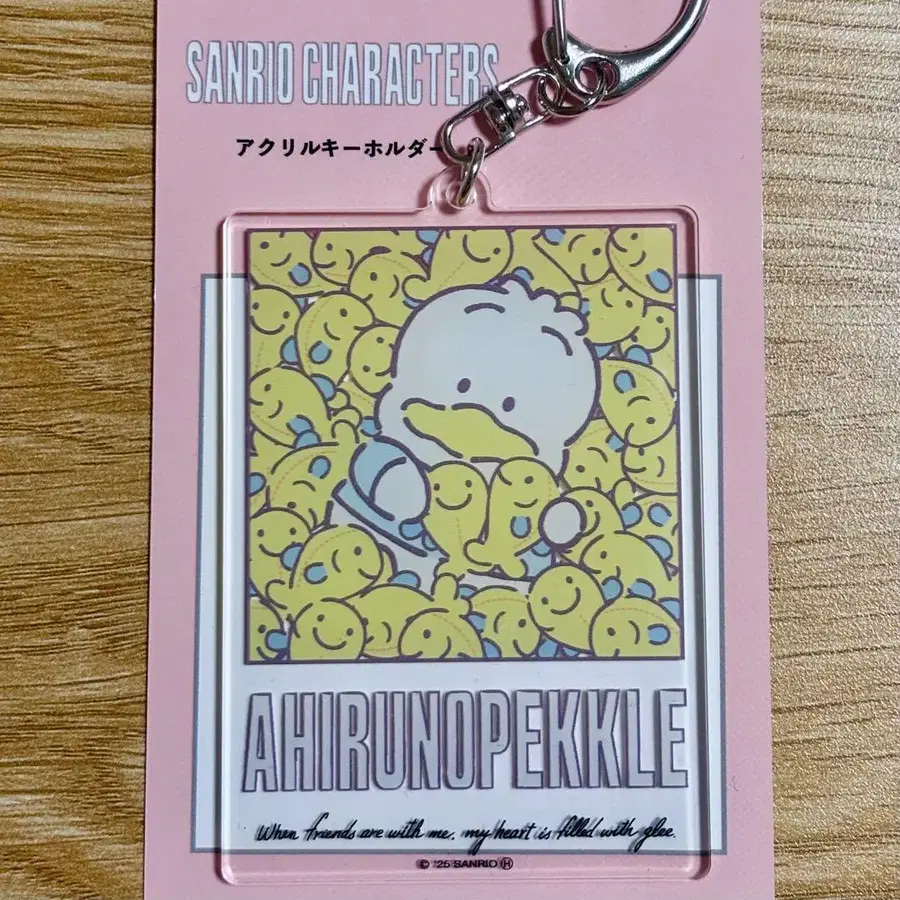 SANRIO CHARACTERS
アクリルキーホルダー
AHIRUNOPEKKLE
When friends are with me, my heart is filled with glee.
© '25 SANRIO Ⓗ